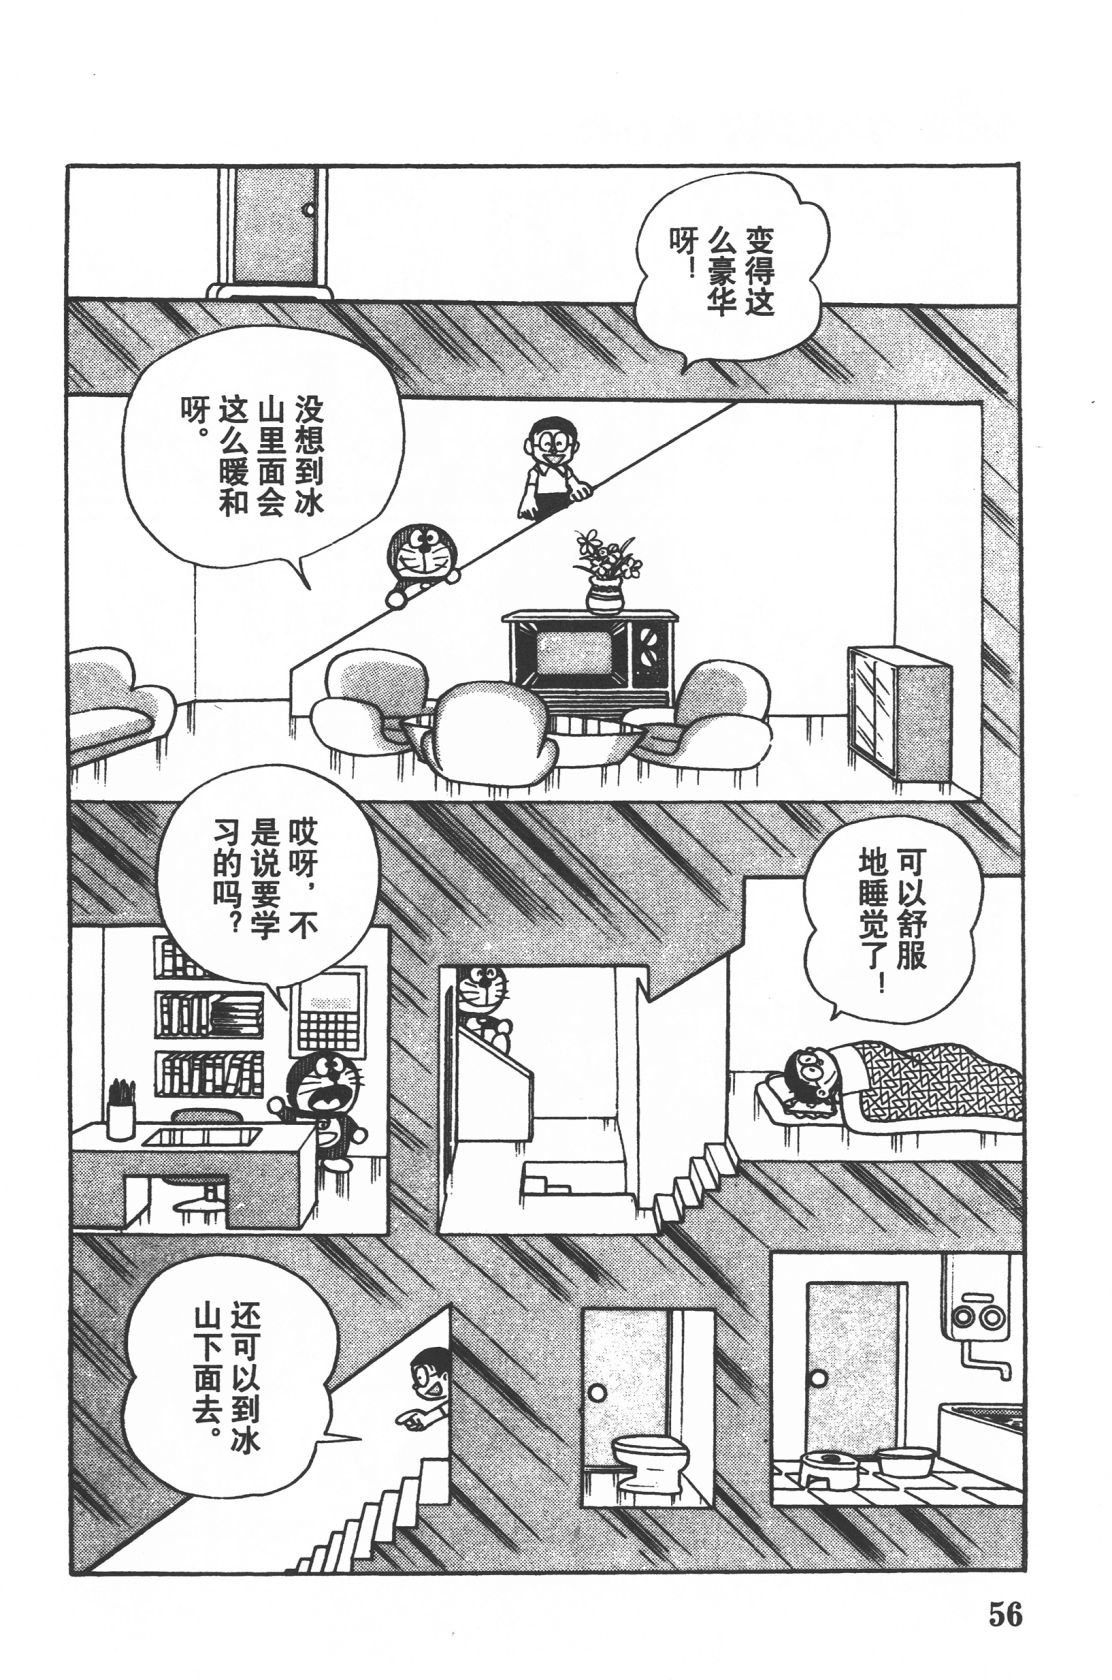 变得这
么豪华
呀！
没想到冰
山里面会
这么暖和
呀。
可以舒服
地睡觉了！
哎呀，不
是说要学
习的吗？
还可以到冰
山下面去。
56